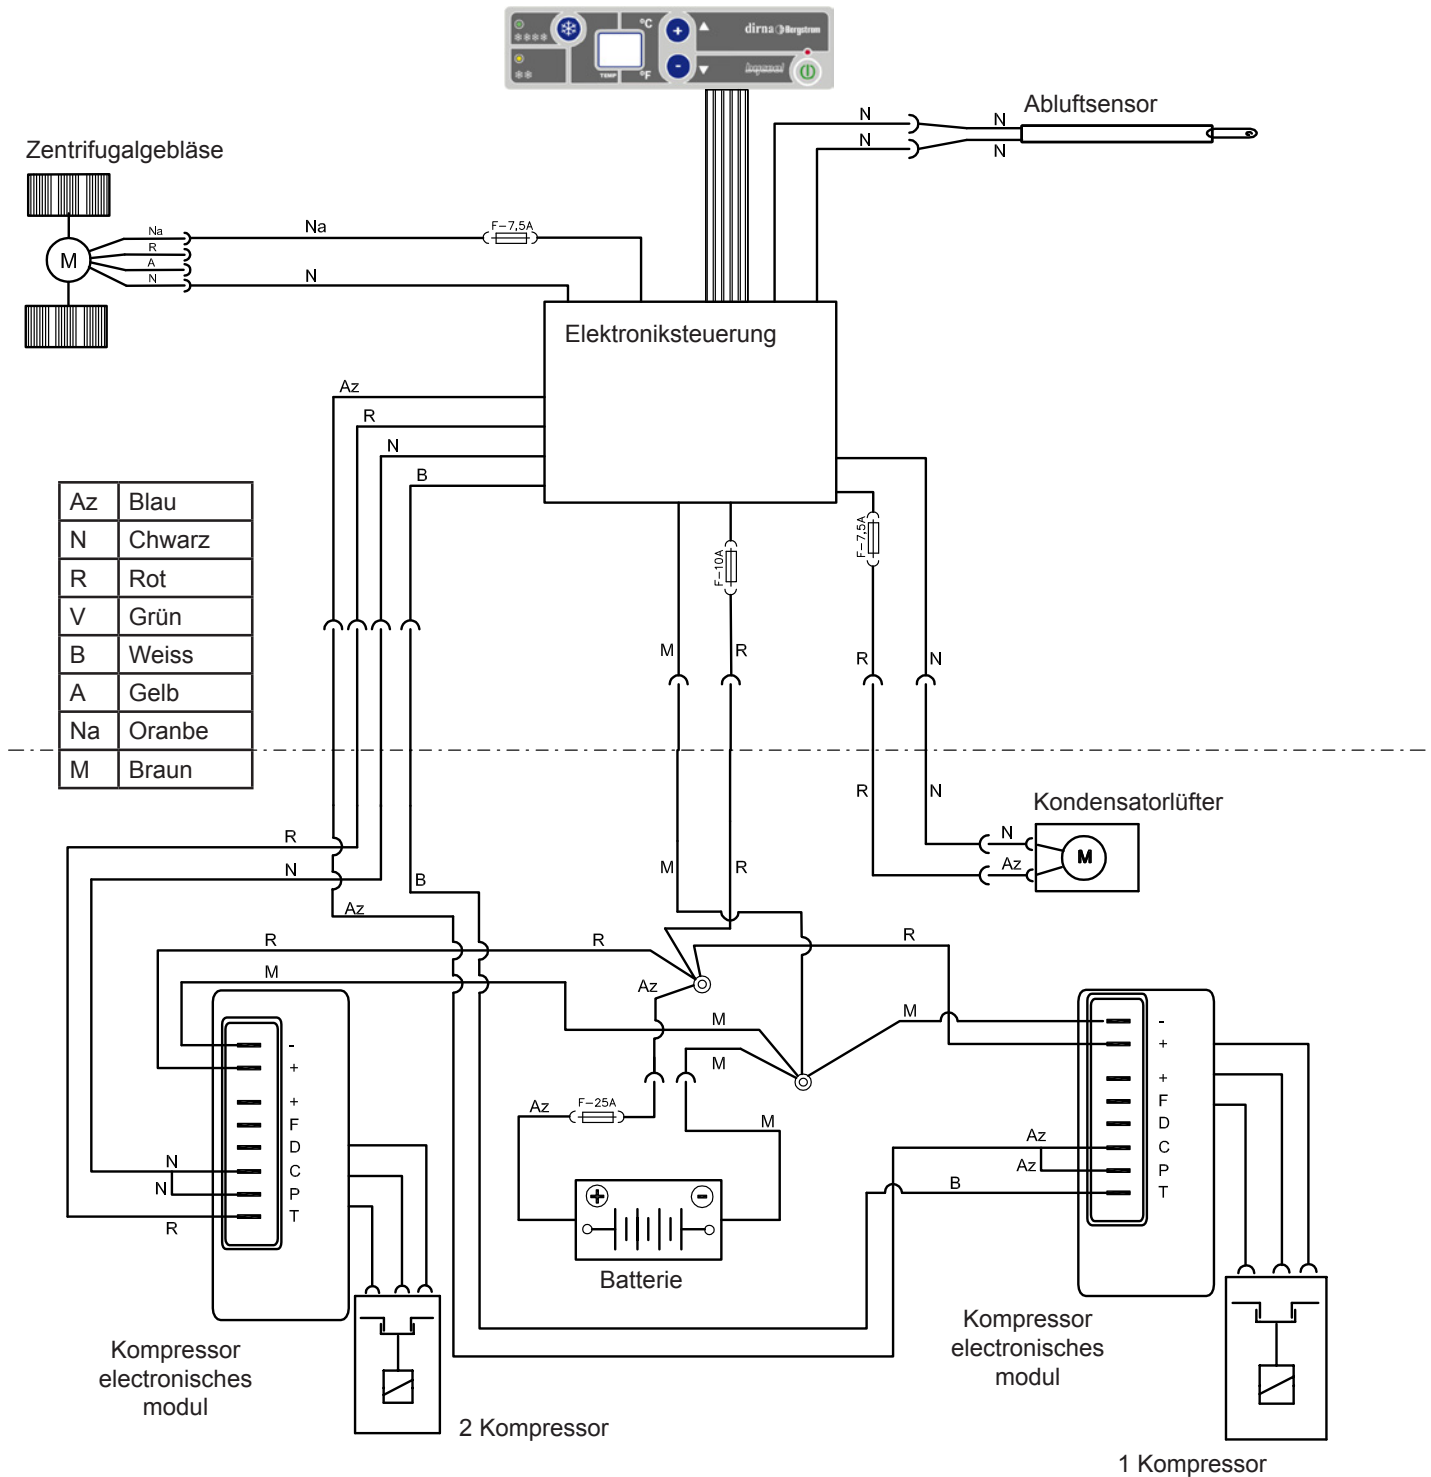 °C
+
dirna Bergstrom
TEMP
°F
-
N
N
N
N
Abluftsensor
Zentrifugalgebläse
M
Na
R
A
N
Na
N
F-7,5A
Elektroniksteuerung
Az
R
N
B
Az Blau
N Chwarz
R Rot
V Grün
B Weiss
A Gelb
Na Oranbe
M Braun
F-10A
F-7,5A
M
R
R
N
R
N
Kondensatorlüfter
N
Az
M
R
N
B
Az
M
R
R
M
R
R
Az
M
M
M
-
+
+
F
D
C
P
T
N
N
R
Az
F-25A
M
+
-
Batterie
-
+
+
F
D
C
P
T
Az
Az
B
Kompressor
electronisches
modul
2 Kompressor
Kompressor
electronisches
modul
1 Kompressor